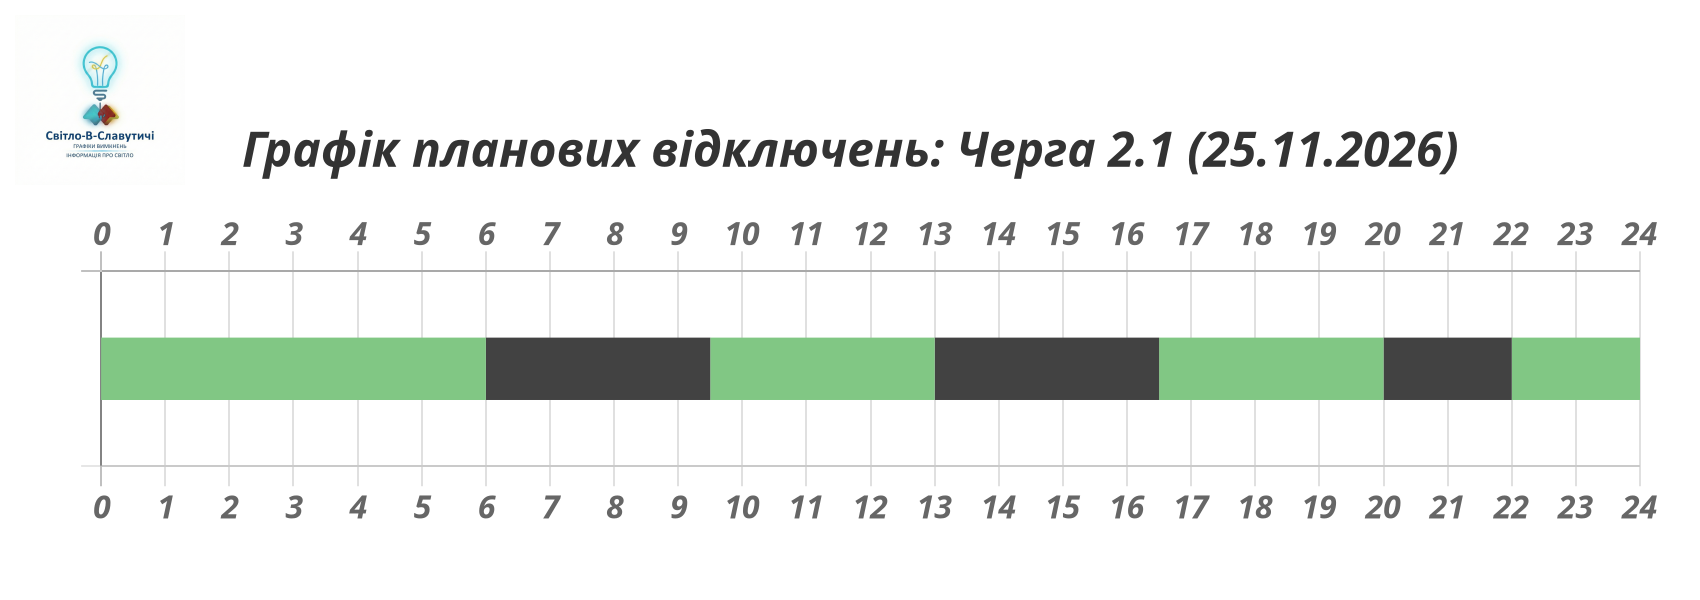 Світло-В-Славутичі
ГРАФІКИ ВИМКНЕНЬ
ІНФОРМАЦІЯ ПРО СВІТЛО
Графік планових відключень: Черга 2.1 (25.11.2026)
0 1 2 3 4 5 6 7 8 9 10 11 12 13 14 15 16 17 18 19 20 21 22 23 24
0 1 2 3 4 5 6 7 8 9 10 11 12 13 14 15 16 17 18 19 20 21 22 23 24